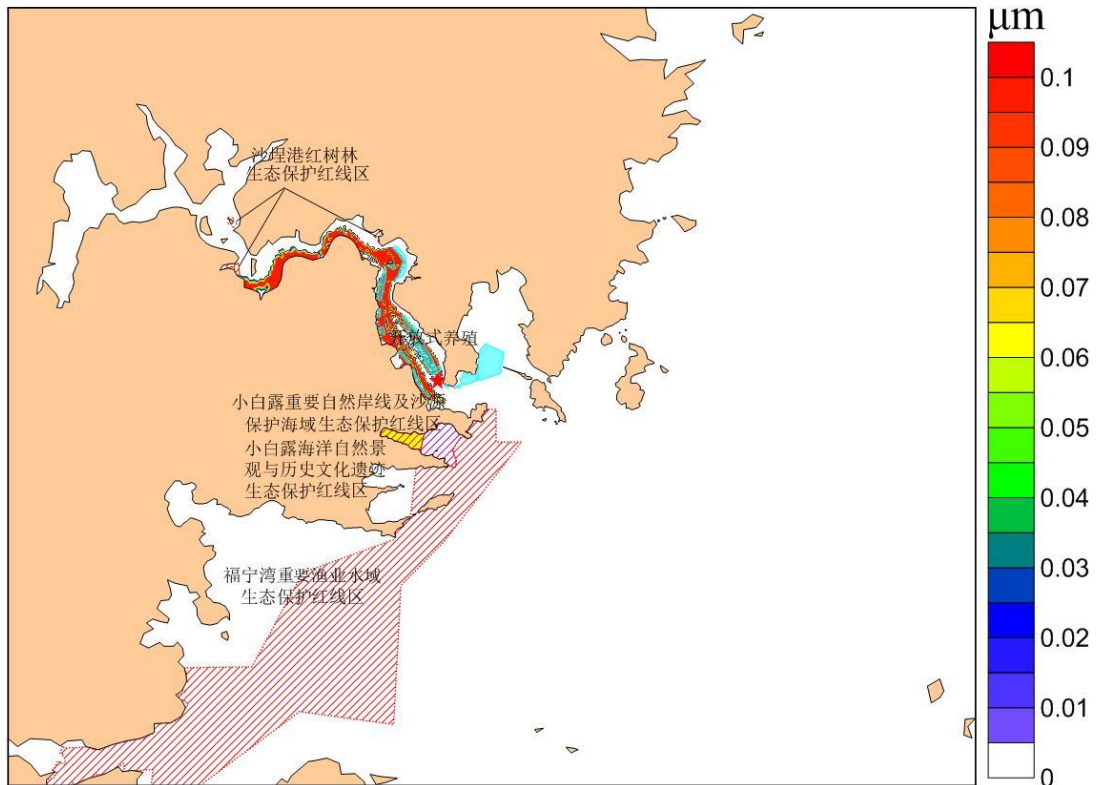 μm
沙埕港红树林
生态保护红线区
开放式养殖
小白露重要自然岸线及沙源
保护海域生态保护红线区
小白露海洋自然景
观与历史文化遗迹
生态保护红线区
福宁湾重要渔业水域
生态保护红线区
0.1
0.09
0.08
0.07
0.06
0.05
0.04
0.03
0.02
0.01
0